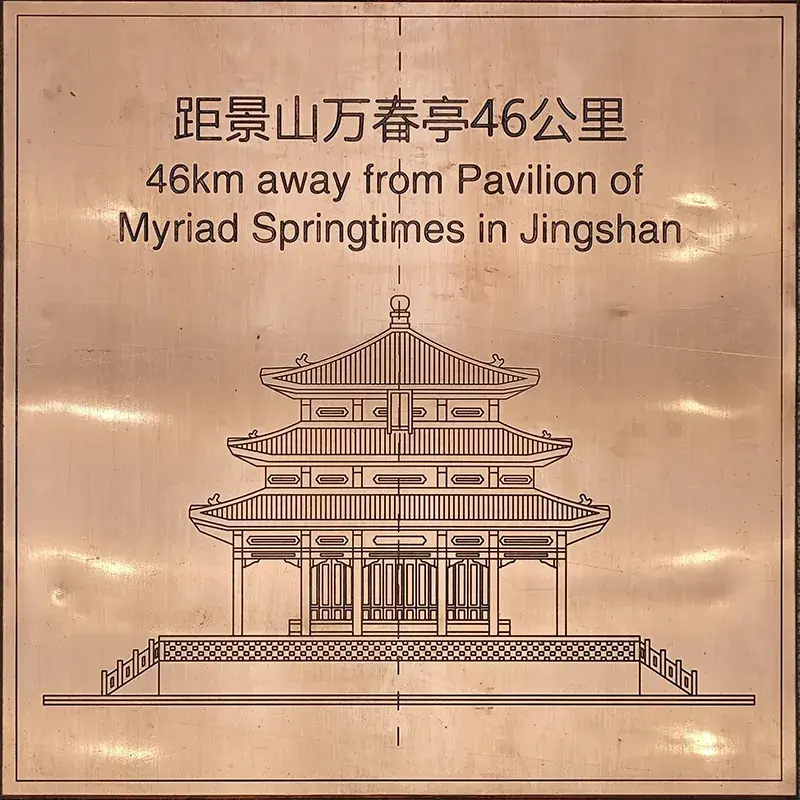 距景山万春亭46公里
46km away from Pavilion of
Myriad Springtimes in Jingshan